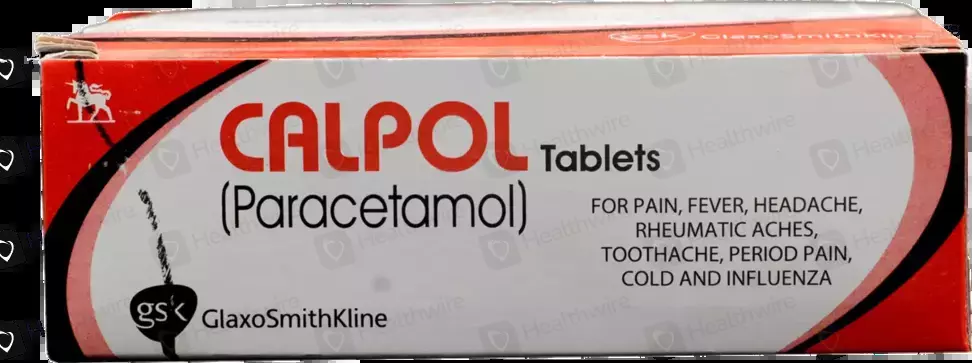 gsk GlaxoSmithKline
CALPOL Tablets
(Paracetamol)
FOR PAIN, FEVER, HEADACHE,
RHEUMATIC ACHES,
TOOTHACHE, PERIOD PAIN,
COLD AND INFLUENZA
gsk GlaxoSmithKline
Healthwire